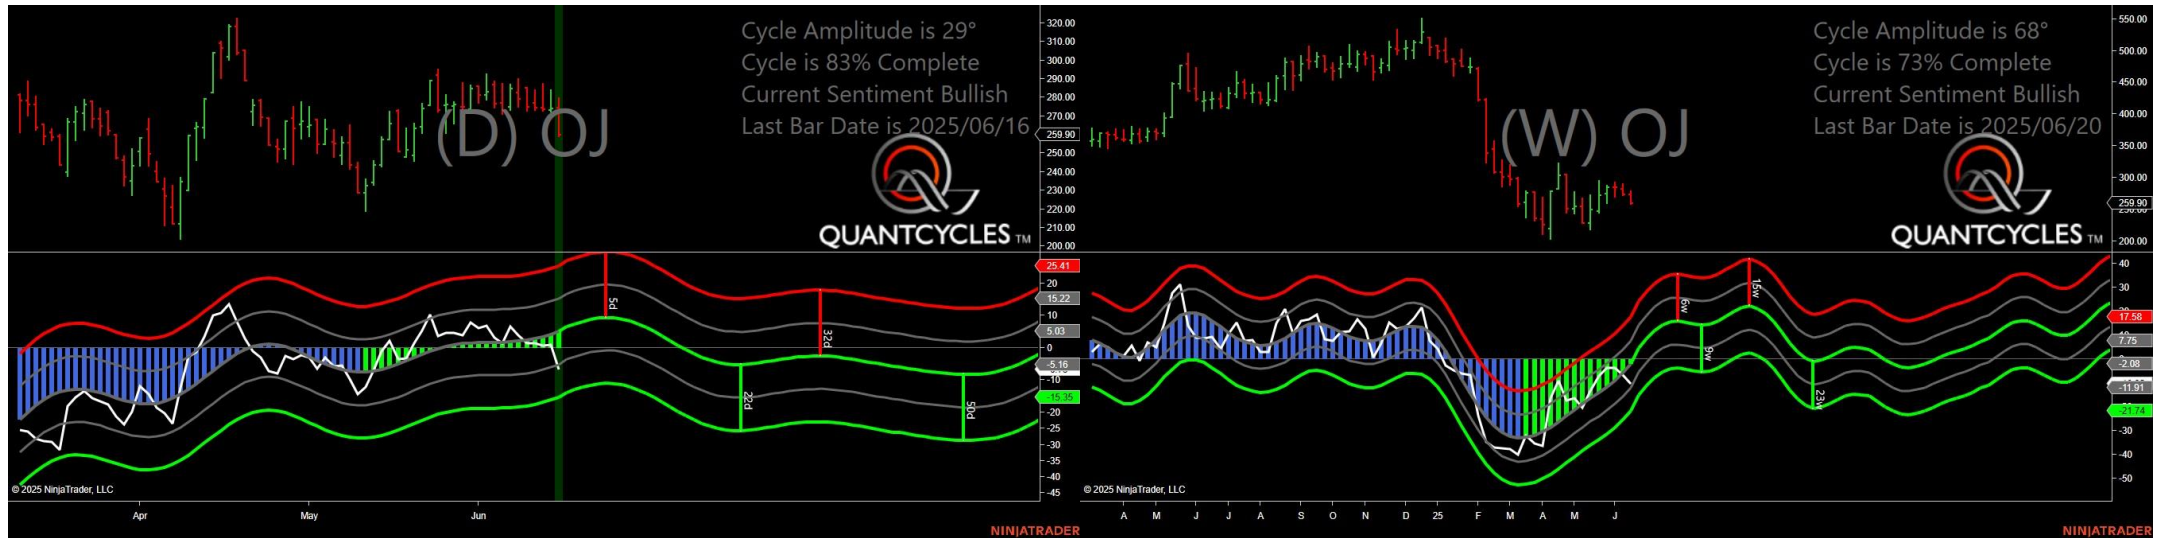 Cycle Amplitude is 29°
Cycle is 83% Complete
Current Sentiment Bullish
Last Bar Date is 2025/06/16
(D) OJ
QUANTCYCLES TM
320.00
310.00
300.00
290.00
280.00
270.00
259.90
250.00
240.00
230.00
220.00
210.00
200.00
25.41
20
15.22
10
5.03
0
-5.16
-10
-15.35
-20
-25
-30
-35
-40
-45
5d
32d
22d
50d
© 2025 NinjaTrader, LLC
Apr May Jun
NINJATRADER
Cycle Amplitude is 68°
Cycle is 73% Complete
Current Sentiment Bullish
Last Bar Date is 2025/06/20
(W) OJ
QUANTCYCLES TM
550.00
500.00
450.00
400.00
350.00
300.00
259.90
200.00
40
30
17.58
7.75
-2.08
-11.91
-21.74
-30
-40
-50
6w
15w
9w
23w
© 2025 NinjaTrader, LLC
A M J J A S O N D 25 F M A M J
NINJATRADER